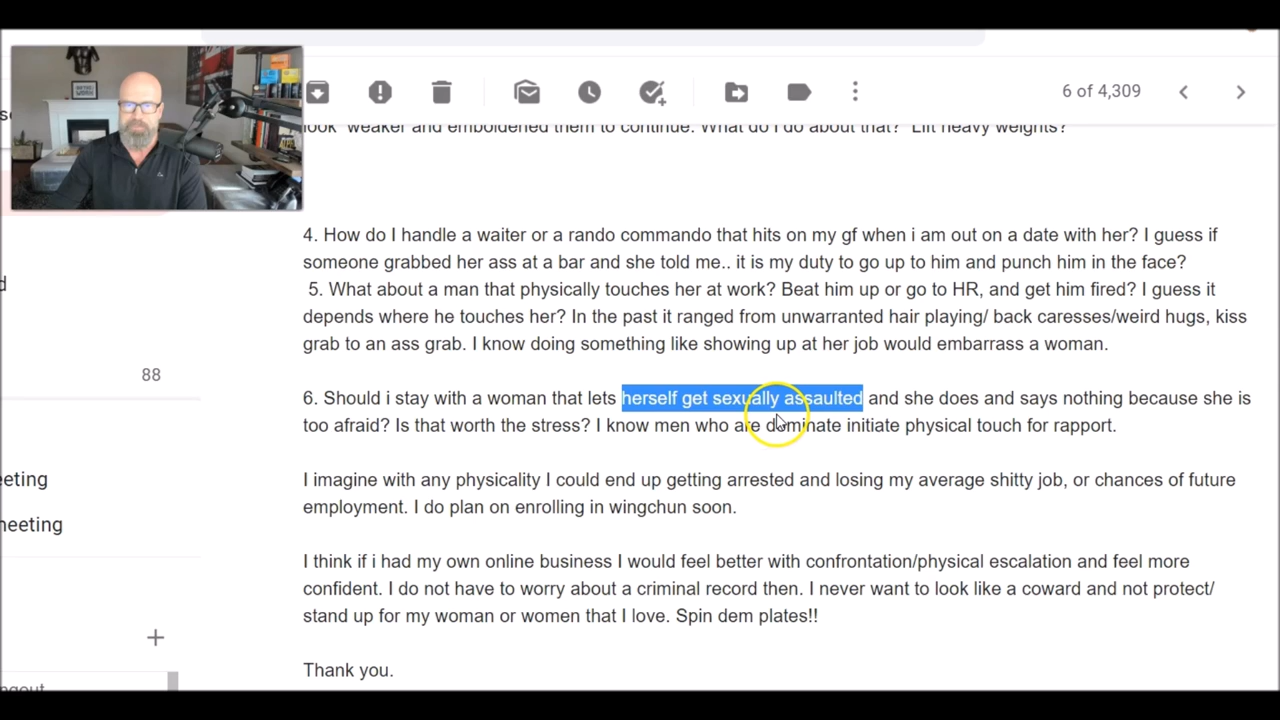 6 of 4,309
look weaker and emboldened them to continue. What do I do about that? Lift heavy weights?
4. How do I handle a waiter or a rando commando that hits on my gf when i am out on a date with her? I guess if
someone grabbed her ass at a bar and she told me.. it is my duty to go up to him and punch him in the face?
5. What about a man that physically touches her at work? Beat him up or go to HR, and get him fired? I guess it
depends where he touches her? In the past it ranged from unwarranted hair playing/ back caresses/weird hugs, kiss
grab to an ass grab. I know doing something like showing up at her job would embarrass a woman.
88
6. Should i stay with a woman that lets herself get sexually assaulted and she does and says nothing because she is
too afraid? Is that worth the stress? I know men who are dominate initiate physical touch for rapport.
eeting
I imagine with any physicality I could end up getting arrested and losing my average shitty job, or chances of future
employment. I do plan on enrolling in wingchun soon.
neeting
I think if i had my own online business I would feel better with confrontation/physical escalation and feel more
confident. I do not have to worry about a criminal record then. I never want to look like a coward and not protect/
stand up for my woman or women that I love. Spin dem plates!!
Thank you.